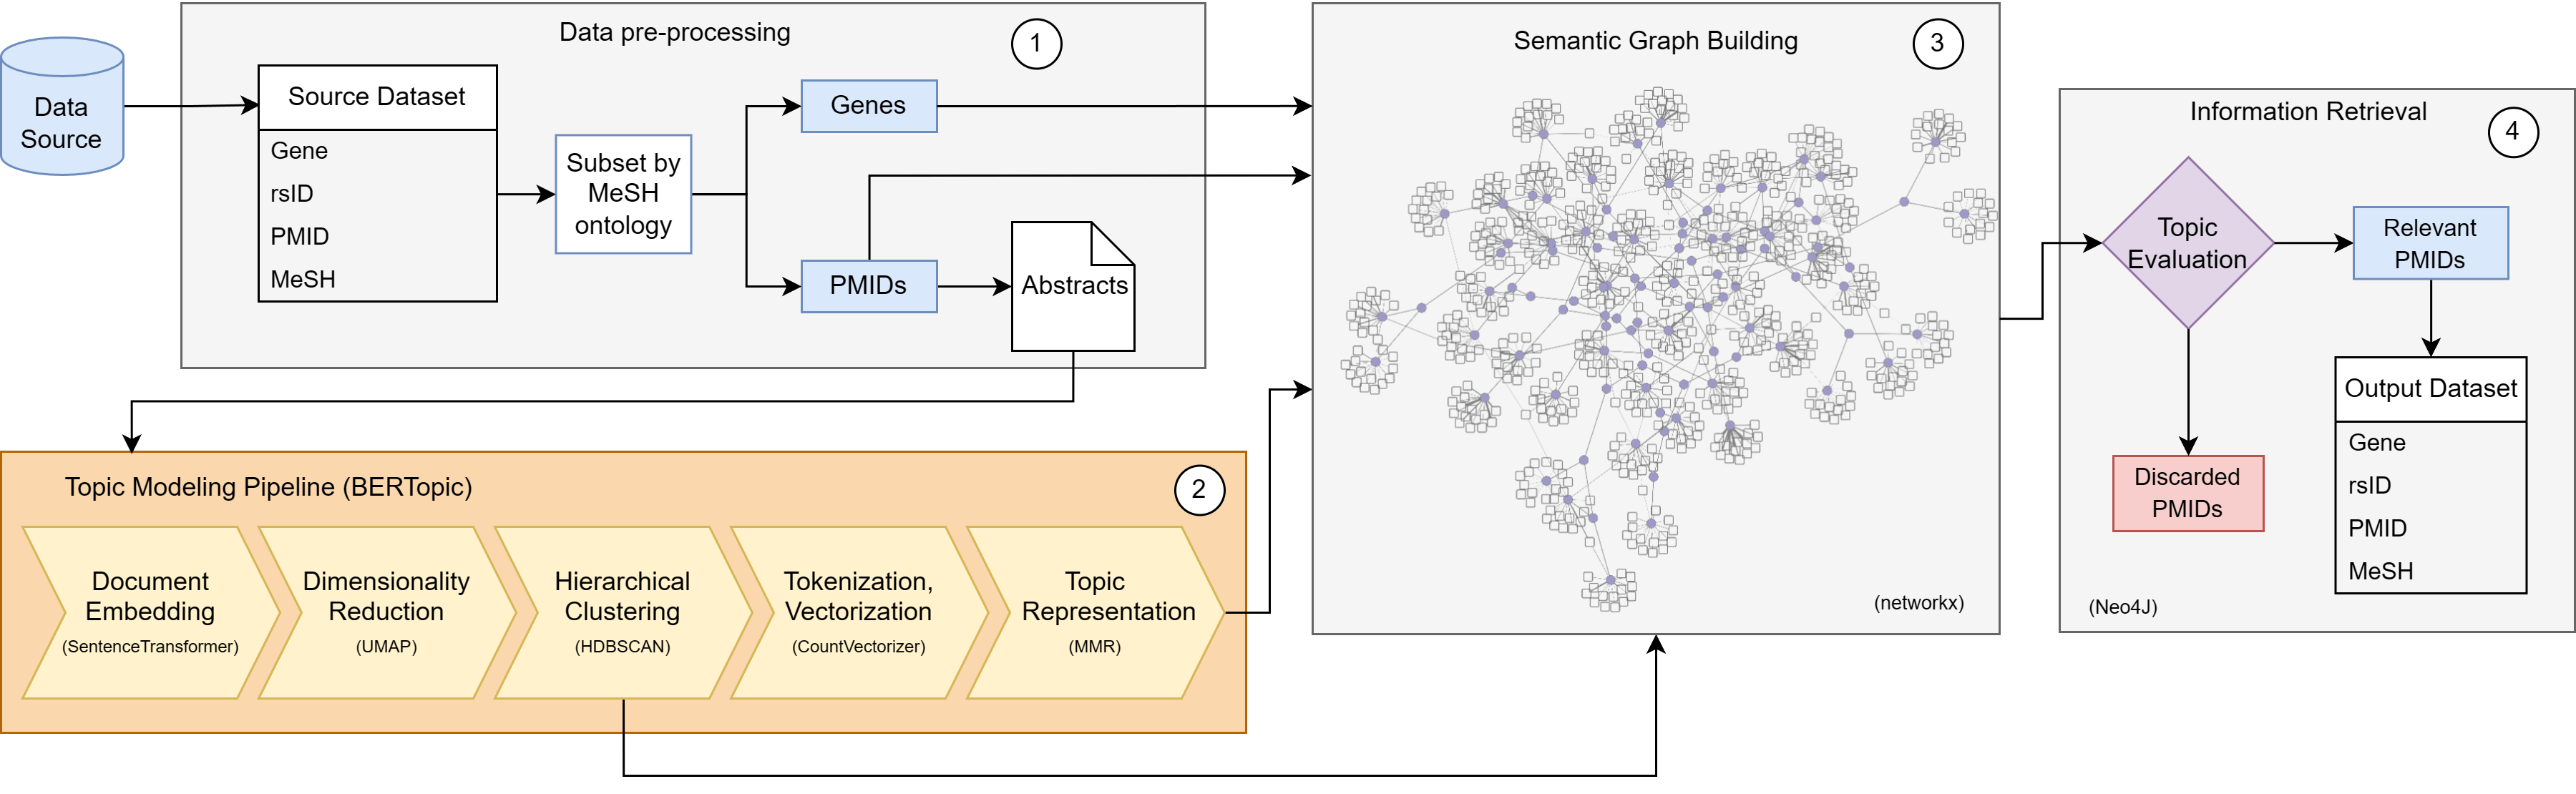 Data
Source
Data pre-processing
1
Source Dataset
Gene
rsID
PMID
MeSH
Subset by
MeSH
ontology
Genes
PMIDs
Abstracts
Topic Modeling Pipeline (BERTopic)
2
Document
Embedding
(SentenceTransformer)
Dimensionality
Reduction
(UMAP)
Hierarchical
Clustering
(HDBSCAN)
Tokenization,
Vectorization
(CountVectorizer)
Topic
Representation
(MMR)
Semantic Graph Building
3
(networkx)
Information Retrieval
4
Topic
Evaluation
Relevant
PMIDs
Discarded
PMIDs
Output Dataset
Gene
rsID
PMID
MeSH
(Neo4J)